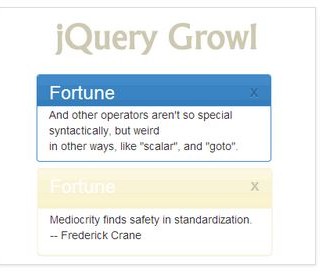 jQuery Growl
Fortune x
And other operators aren't so special
syntactically, but weird
in other ways, like "scalar", and "goto".
Fortune x
Mediocrity finds safety in standardization.
-- Frederick Crane